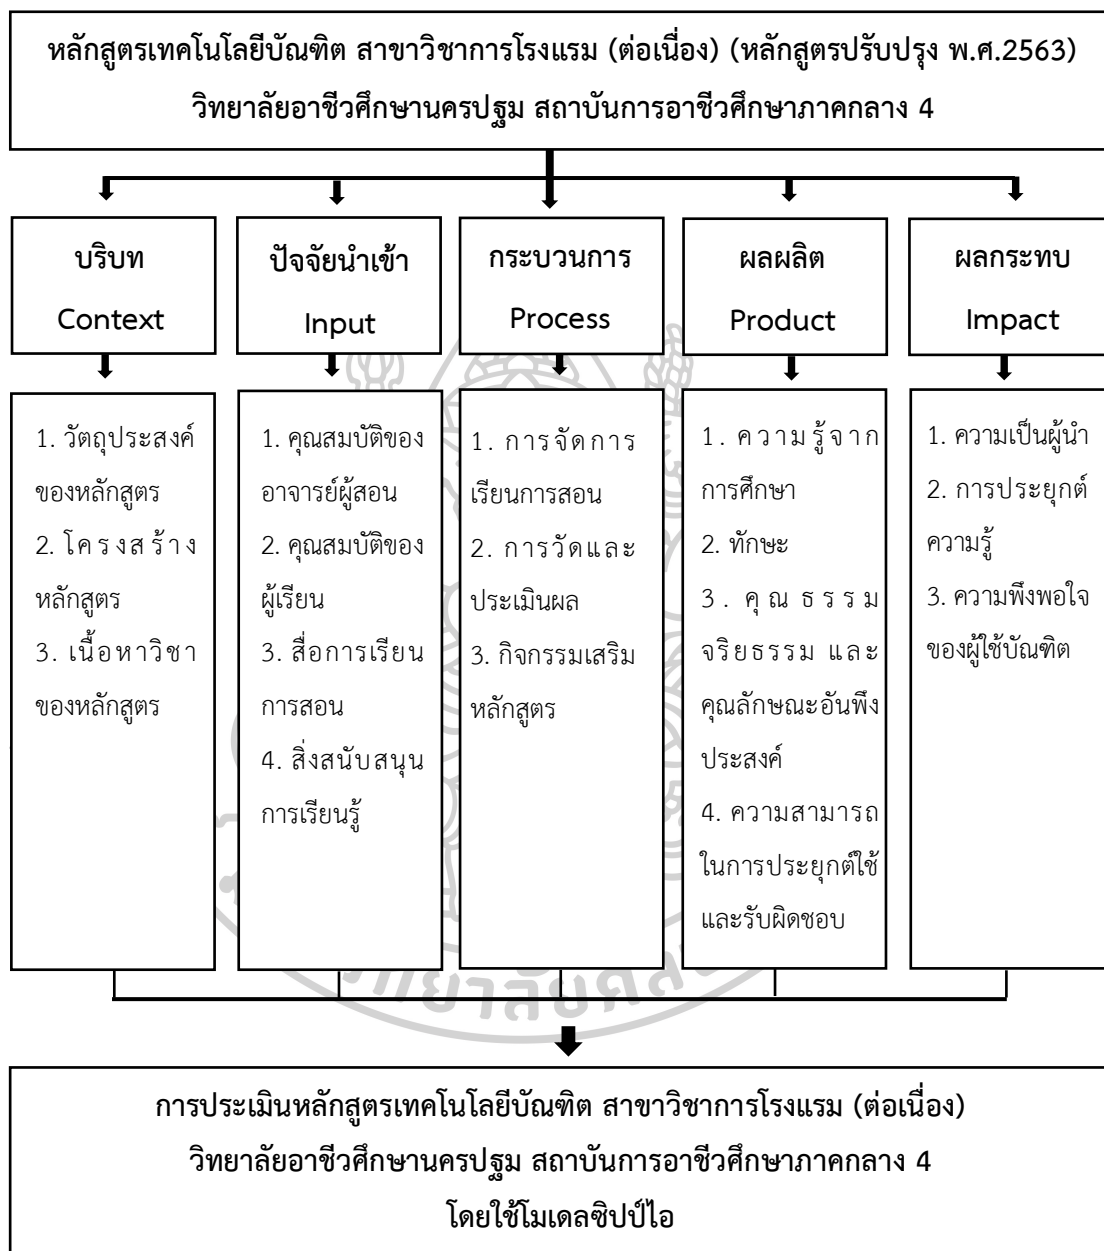 หลักสูตรเทคโนโลยีบัณฑิต สาขาวิชาการโรงแรม (ต่อเนื่อง) (หลักสูตรปรับปรุง พ.ศ.2563)
วิทยาลัยอาชีวศึกษานครปฐม สถาบันการอาชีวศึกษาภาคกลาง 4
บริบท
Context
ปัจจัยนำเข้า
Input
กระบวนการ
Process
ผลผลิต
Product
ผลกระทบ
Impact
1. วัตถุประสงค์
ของหลักสูตร
2. โครงสร้าง
หลักสูตร
3. เนื้อหาวิชา
ของหลักสูตร
1. คุณสมบัติของ
อาจารย์ผู้สอน
2. คุณสมบัติของ
ผู้เรียน
3. สื่อการเรียน
การสอน
4. สิ่งสนับสนุน
การเรียนรู้
1. การจัดการ
เรียนการสอน
2. การวัดและ
ประเมินผล
3. กิจกรรมเสริม
หลักสูตร
1. ความรู้จาก
การศึกษา
2. ทักษะ
3. คุณธรรม
จริยธรรม และ
คุณลักษณะอันพึง
ประสงค์
4. ความสามารถ
ในการประยุกต์ใช้
และรับผิดชอบ
1. ความเป็นผู้นำ
2. การประยุกต์
ความรู้
3. ความพึงพอใจ
ของผู้ใช้บัณฑิต
การประเมินหลักสูตรเทคโนโลยีบัณฑิต สาขาวิชาการโรงแรม (ต่อเนื่อง)
วิทยาลัยอาชีวศึกษานครปฐม สถาบันการอาชีวศึกษาภาคกลาง 4
โดยใช้โมเดลซิปป์ไอ